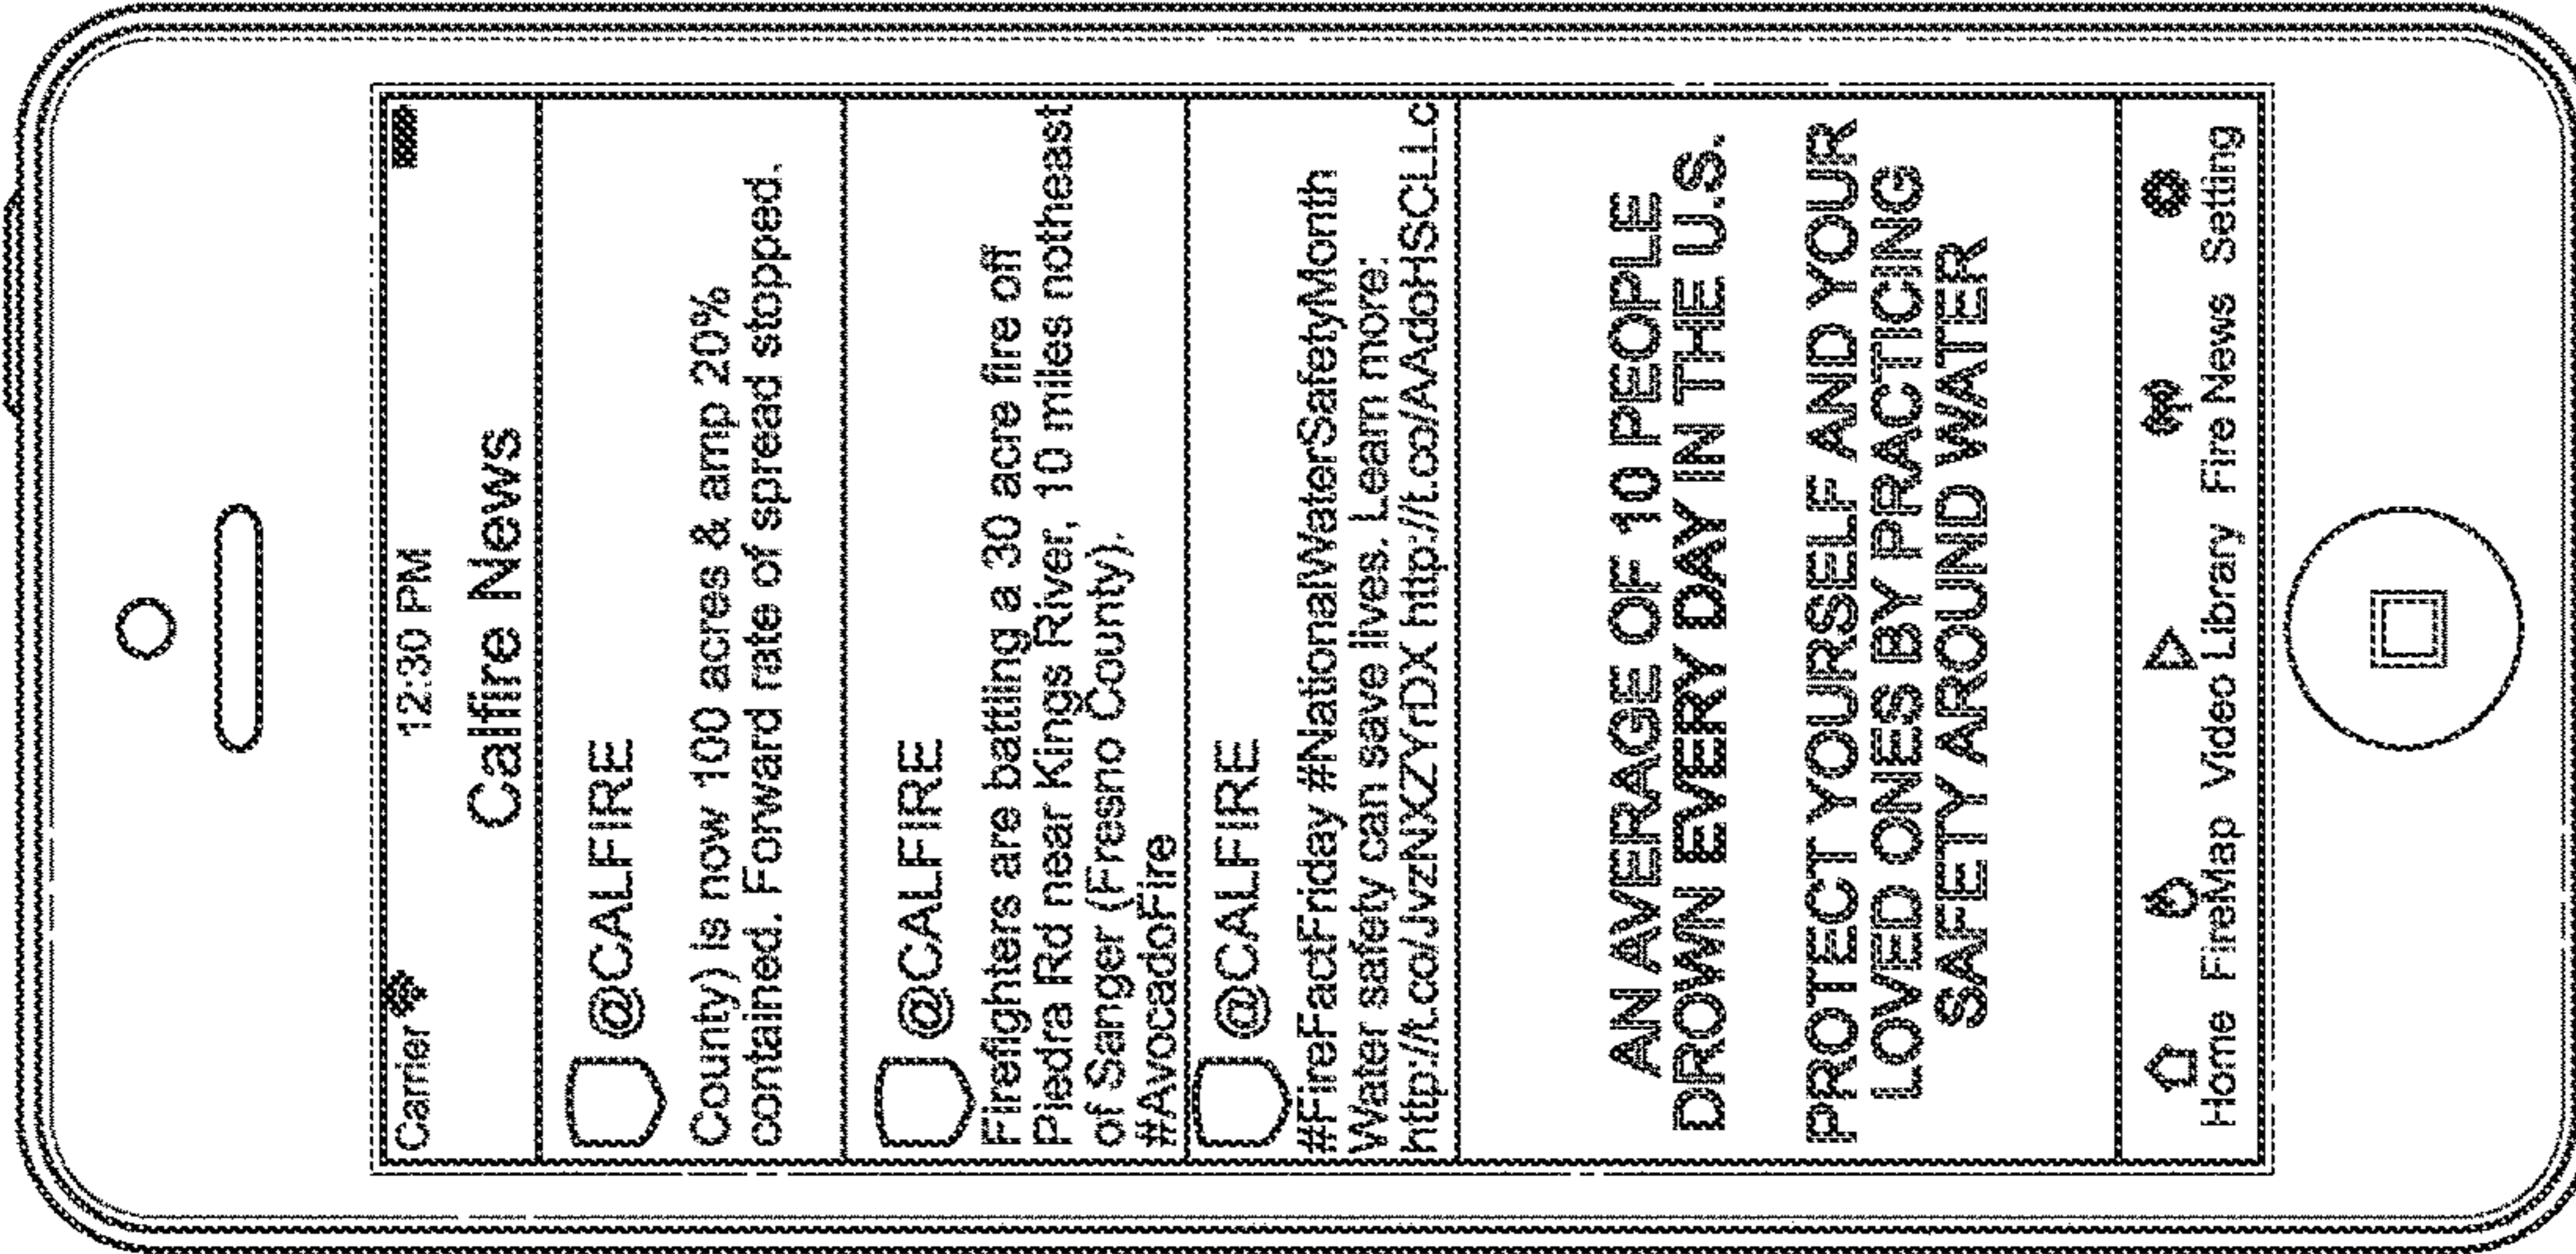 Carrier 12:30 PM
Calfire News
@CALFIRE
County) is now 100 acres & amp 20%
contained. Forward rate of spread stopped.
@CALFIRE
Firefighters are battling a 30 acre fire off
Piedra Rd near Kings River, 10 miles notheast
of Sanger (Fresno County).
#AvocadoFire
@CALFIRE
#FireFactFriday #NationalWaterSafetyMonth
Water safety can save lives. Learn more:
http://t.co/JvzNXZYrDX http://t.co/AAdoHSCLLc
AN AVERAGE OF 10 PEOPLE
DROWN EVERY DAY IN THE U.S.
PROTECT YOURSELF AND YOUR
LOVED ONES BY PRACTICING
SAFETY AROUND WATER
Home FireMap Video Library Fire News Setting